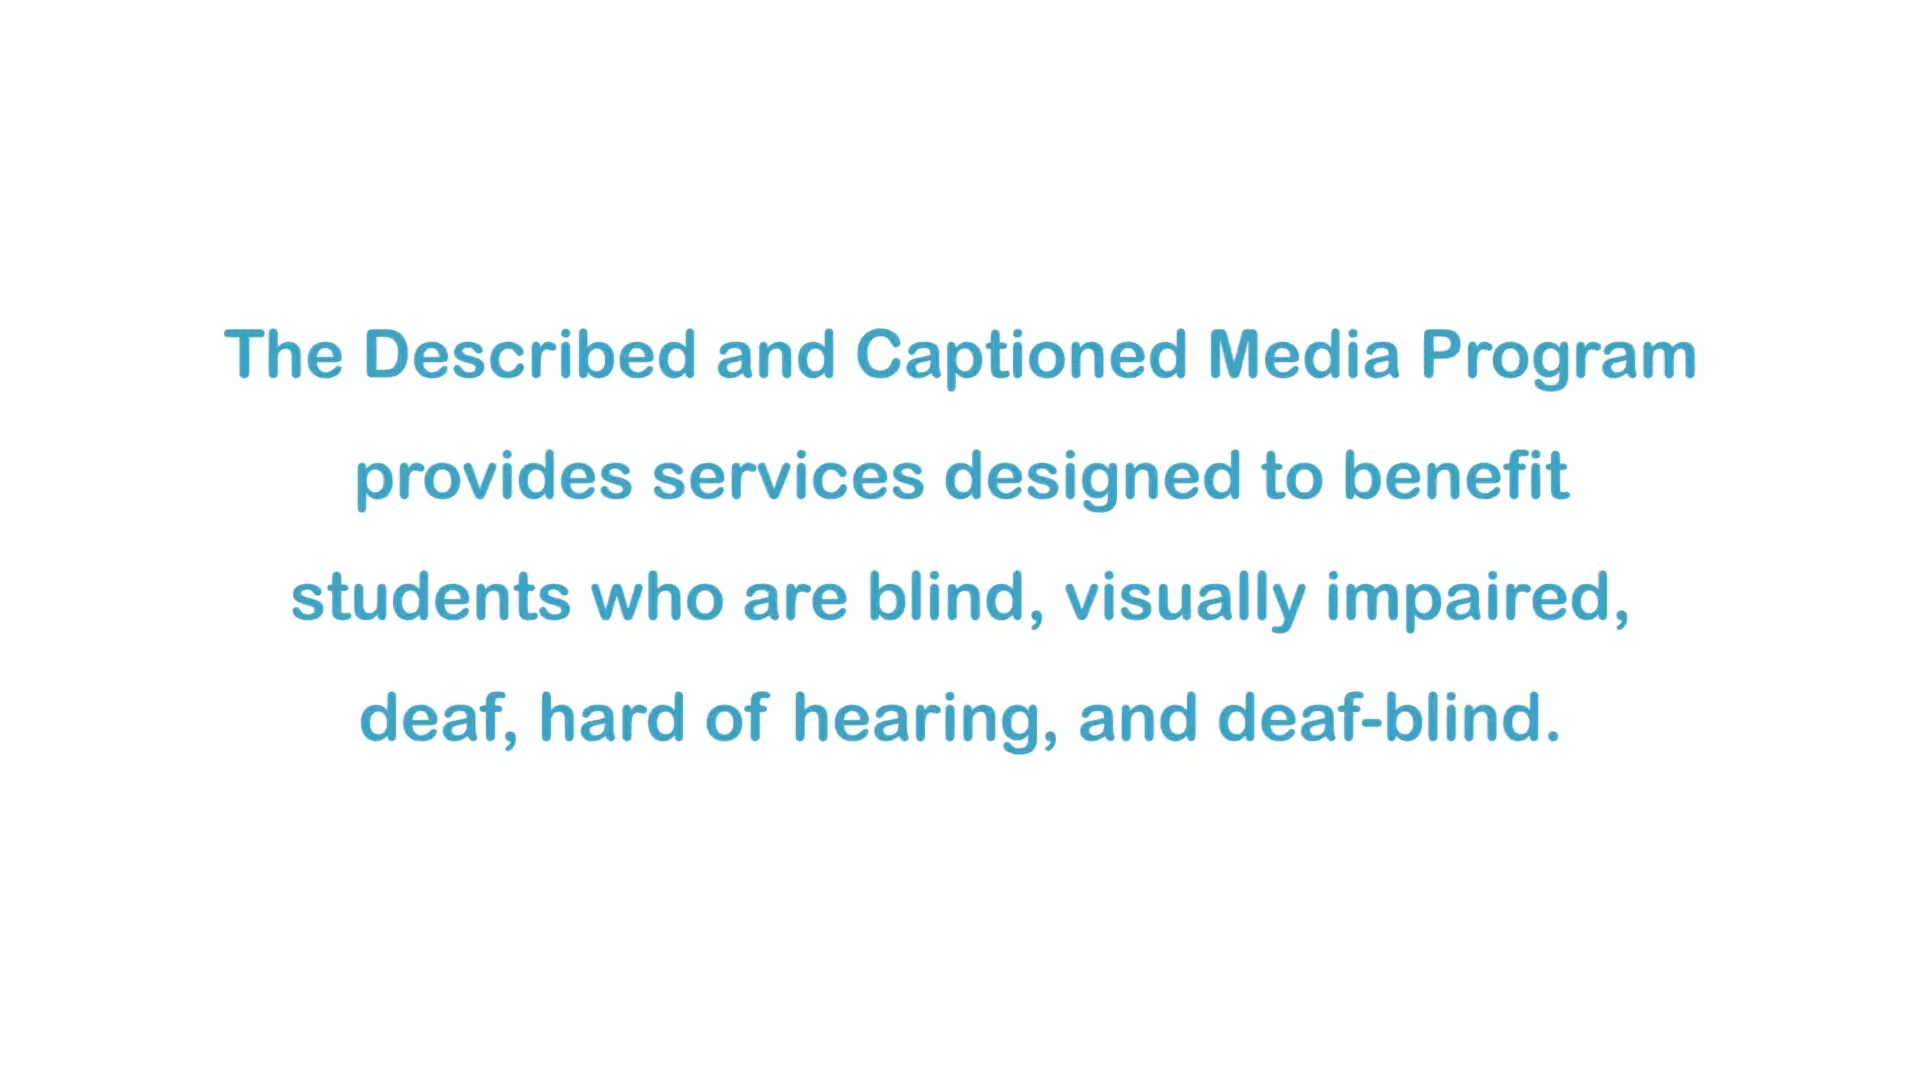 The Described and Captioned Media Program
provides services designed to benefit
students who are blind, visually impaired,
deaf, hard of hearing, and deaf-blind.